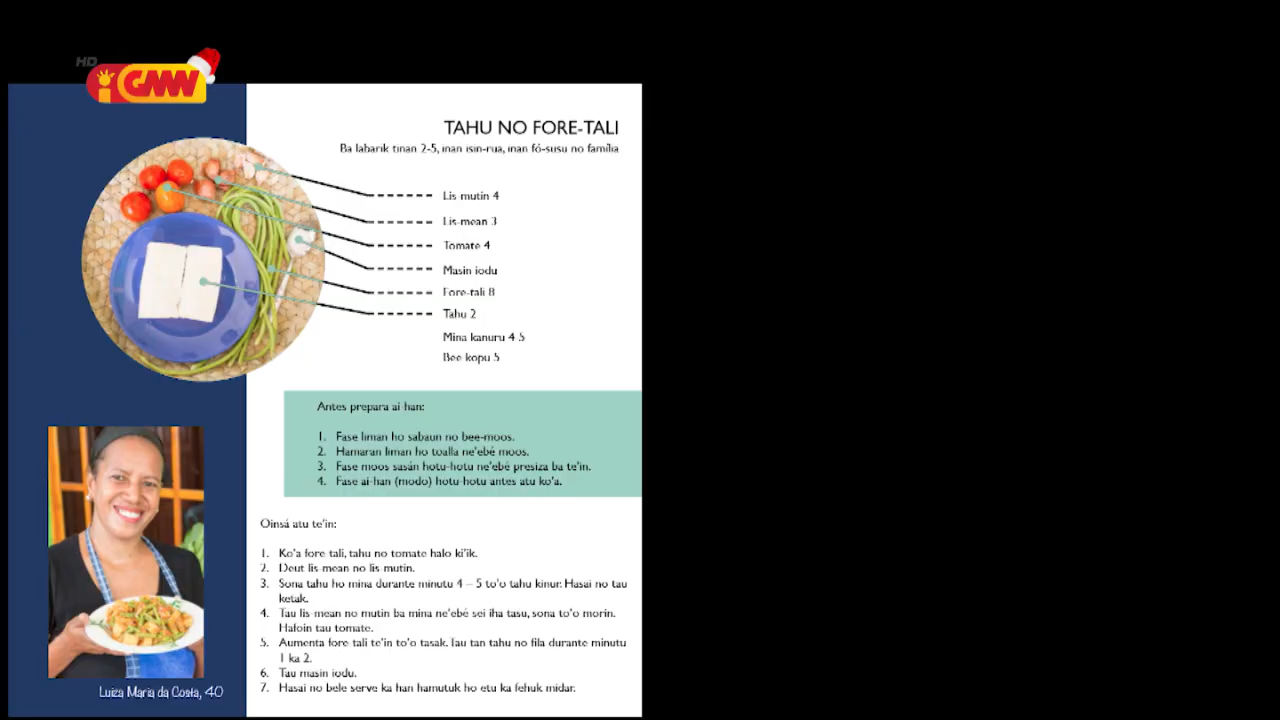 HD
GMN
TAHU NO FORE-TALI
Ba labarik tinan 2-5, inan isin-rua, inan fó-susu no família
Lis mutin 4
Lis-mean 3
Tomate 4
Masin iodu
Fore-tali 8
Tahu 2
Mina kanuru 4-5
Bee kopu 5
Antes prepara ai han:
1. Fase liman ho sabaun no bee-moos.
2. Hamaran liman ho toalla ne'ebé moos.
3. Fase moos sasán hotu-hotu ne'ebé presiza ba te'in.
4. Fase ai-han (modo) hotu-hotu antes atu ko'a.
Oinsá atu te'in:
1. Ko'a fore tali, tahu no tomate halo ki'ik.
2. Deut lis-mean no lis-mutin.
3. Sona tahu ho mina durante minutu 4 – 5 to'o tahu kinur. Hasai no tau
ketak.
4. Tau lis-mean no mutin ba mina ne'ebé sei iha tasu, sona to'o morin.
Haloin tau tomate.
5. Aumenta fore tali te'in to'o tasak. Tau tan tahu no fila durante minutu
1 ka 2.
6. Tau masin iodu.
7. Hasai no bele serve ka han hamutuk ho etu ka fehuk midar.
Luiza Maria da Costa, 40